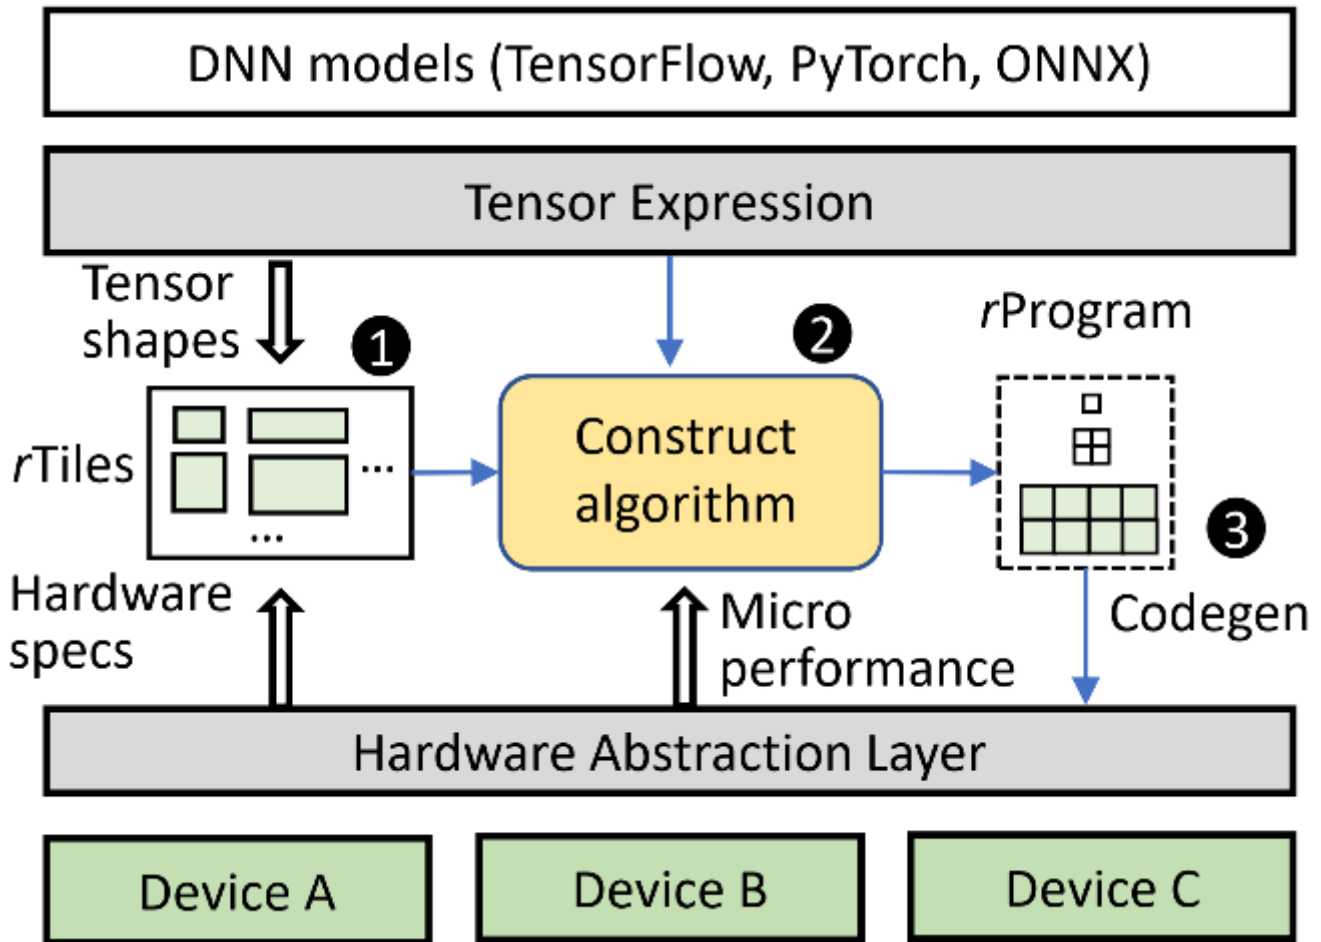 DNN models (TensorFlow, PyTorch, ONNX)
Tensor Expression
Tensor
shapes
1
2
rProgram
rTiles
...
...
Construct
algorithm
3
Hardware
specs
Micro
performance
Codegen
Hardware Abstraction Layer
Device A
Device B
Device C